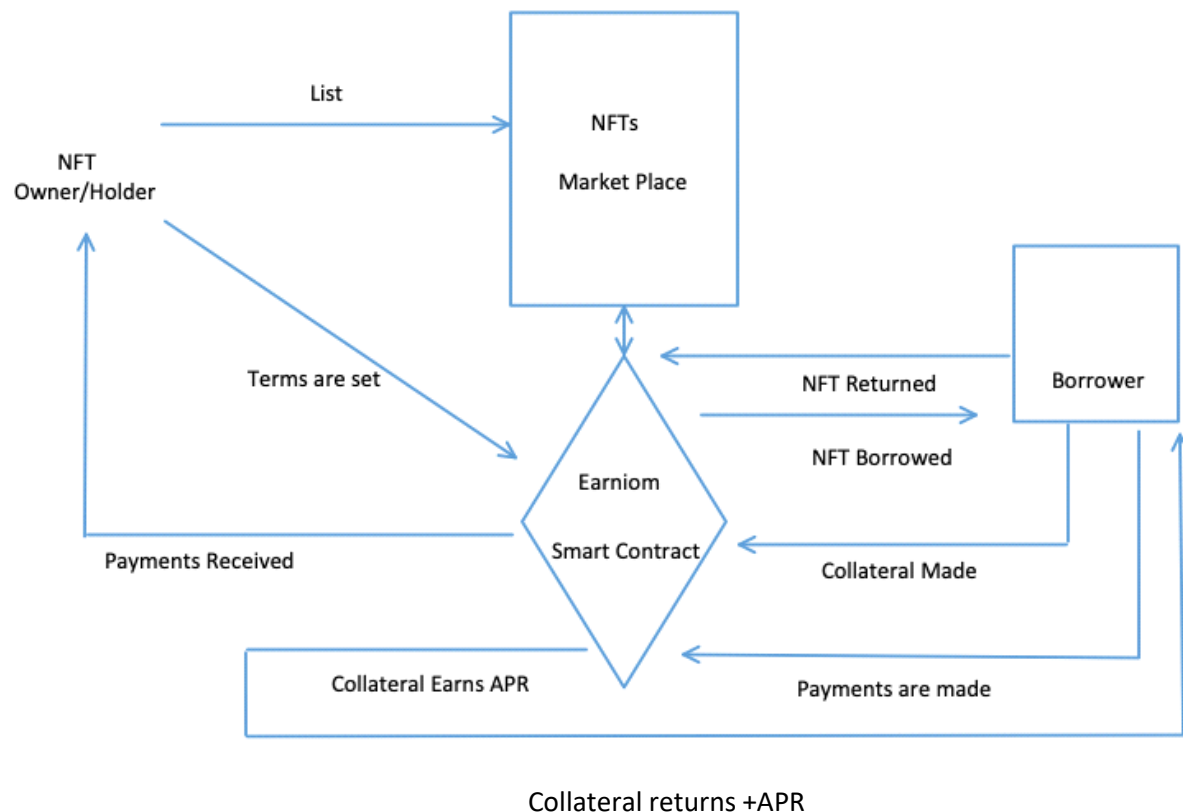 List
NFTs
Market Place
NFT
Owner/Holder
Terms are set
NFT Returned
Borrower
NFT Borrowed
Earniom
Smart Contract
Payments Received
Collateral Made
Collateral Earns APR
Payments are made
Collateral returns +APR